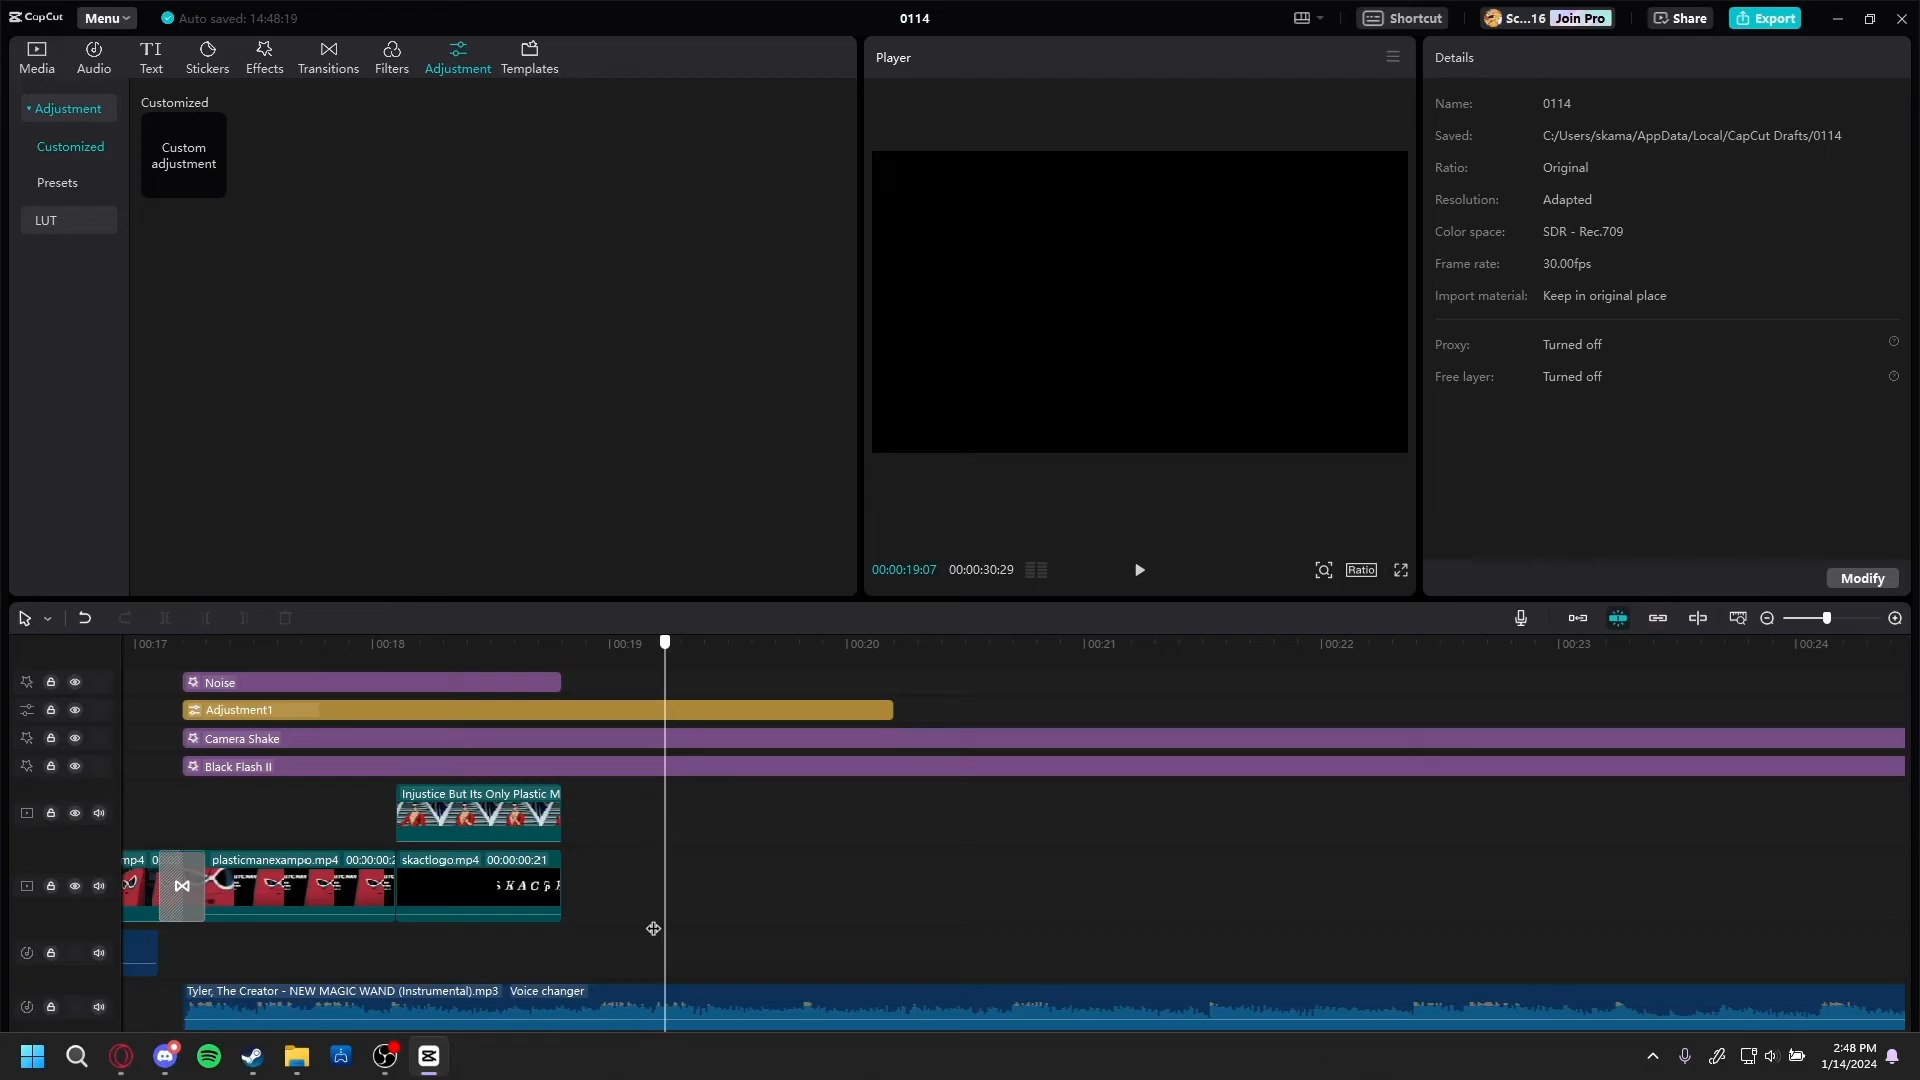 CapCut
Menu
Auto saved: 14:48:19
0114
Shortcut
Sc...16
Join Pro
Share
Export
Media
Audio
TI
Text
Stickers
Effects
Transitions
Filters
Adjustment
Templates
Adjustment
Customized
Presets
LUT
Customized
Custom
adjustment
Player
00:00:19:07
00:00:30:29
Ratio
Details
Name: 0114
Saved: C:/Users/skama/AppData/Local/CapCut Drafts/0114
Ratio: Original
Resolution: Adapted
Color space: SDR - Rec.709
Frame rate: 30.00fps
Import material: Keep in original place
Proxy: Turned off
Free layer: Turned off
Modify
00:17
00:18
00:19
00:20
00:21
00:22
00:23
00:24
Noise
Adjustment1
Camera Shake
Black Flash II
Injustice But Its Only Plastic M
mp4
plasticmanexampo.mp4
skactlogo.mp4 00:00:00:21
Tyler, The Creator - NEW MAGIC WAND (Instrumental).mp3 Voice changer
2:48 PM
1/14/2024